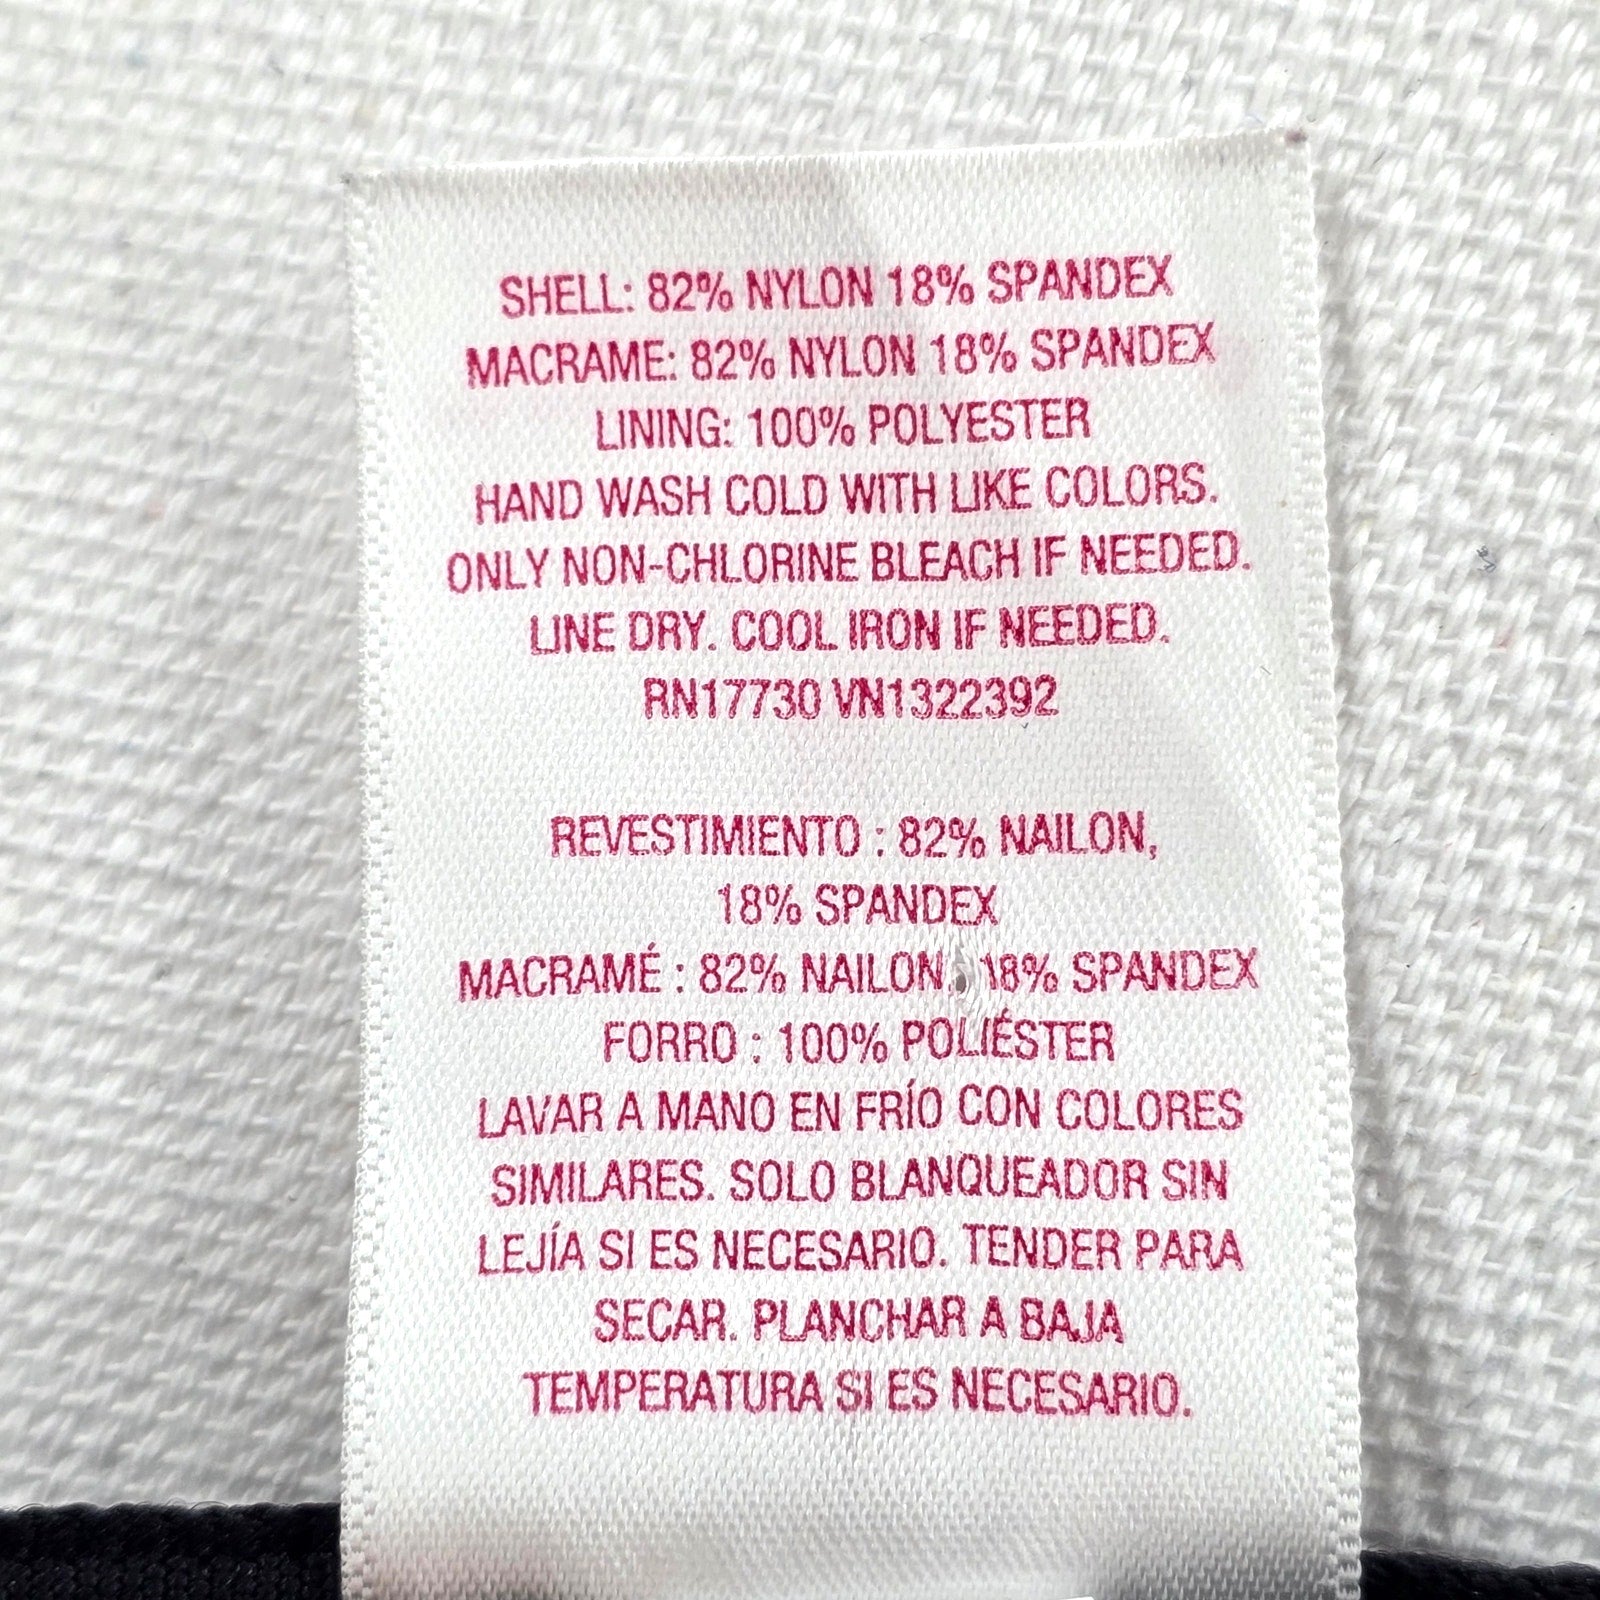 SHELL: 82% NYLON 18% SPANDEX
MACRAME: 82% NYLON 18% SPANDEX
LINING: 100% POLYESTER
HAND WASH COLD WITH LIKE COLORS.
ONLY NON-CHLORINE BLEACH IF NEEDED.
LINE DRY. COOL IRON IF NEEDED.
RN17730 VN1322392
REVESTIMIENTO : 82% NAILON,
18% SPANDEX
MACRAMÉ : 82% NAILON, 18% SPANDEX
FORRO : 100% POLIÉSTER
LAVAR A MANO EN FRÍO CON COLORES
SIMILARES. SOLO BLANQUEADOR SIN
LEJÍA SI ES NECESARIO. TENDER PARA
SECAR. PLANCHAR A BAJA
TEMPERATURA SI ES NECESARIO.